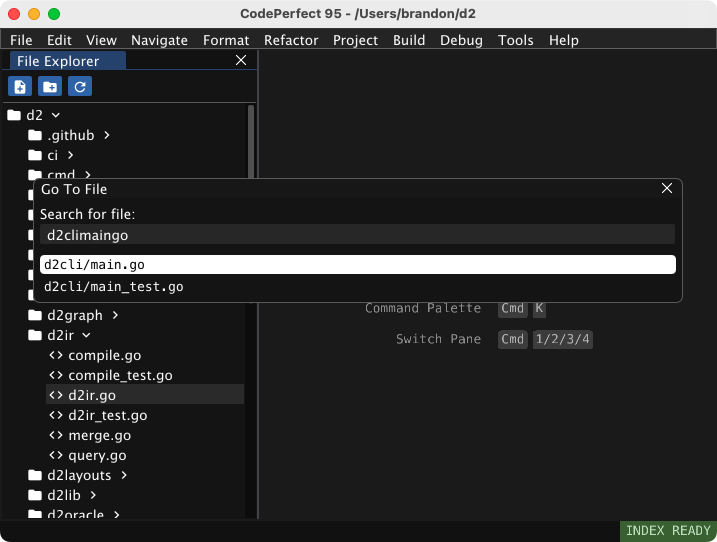 CodePerfect 95 - /Users/brandon/d2
File Edit View Navigate Format Refactor Project Build Debug Tools Help
File Explorer
d2
.github
ci
cmd
Go To File
Search for file:
d2climaingo
d2cli/main.go
d2cli/main_test.go
Command Palette Cmd K
Switch Pane Cmd 1/2/3/4
d2graph
d2ir
compile.go
compile_test.go
d2ir.go
d2ir_test.go
merge.go
query.go
d2layouts
d2lib
d2oracle
INDEX READY